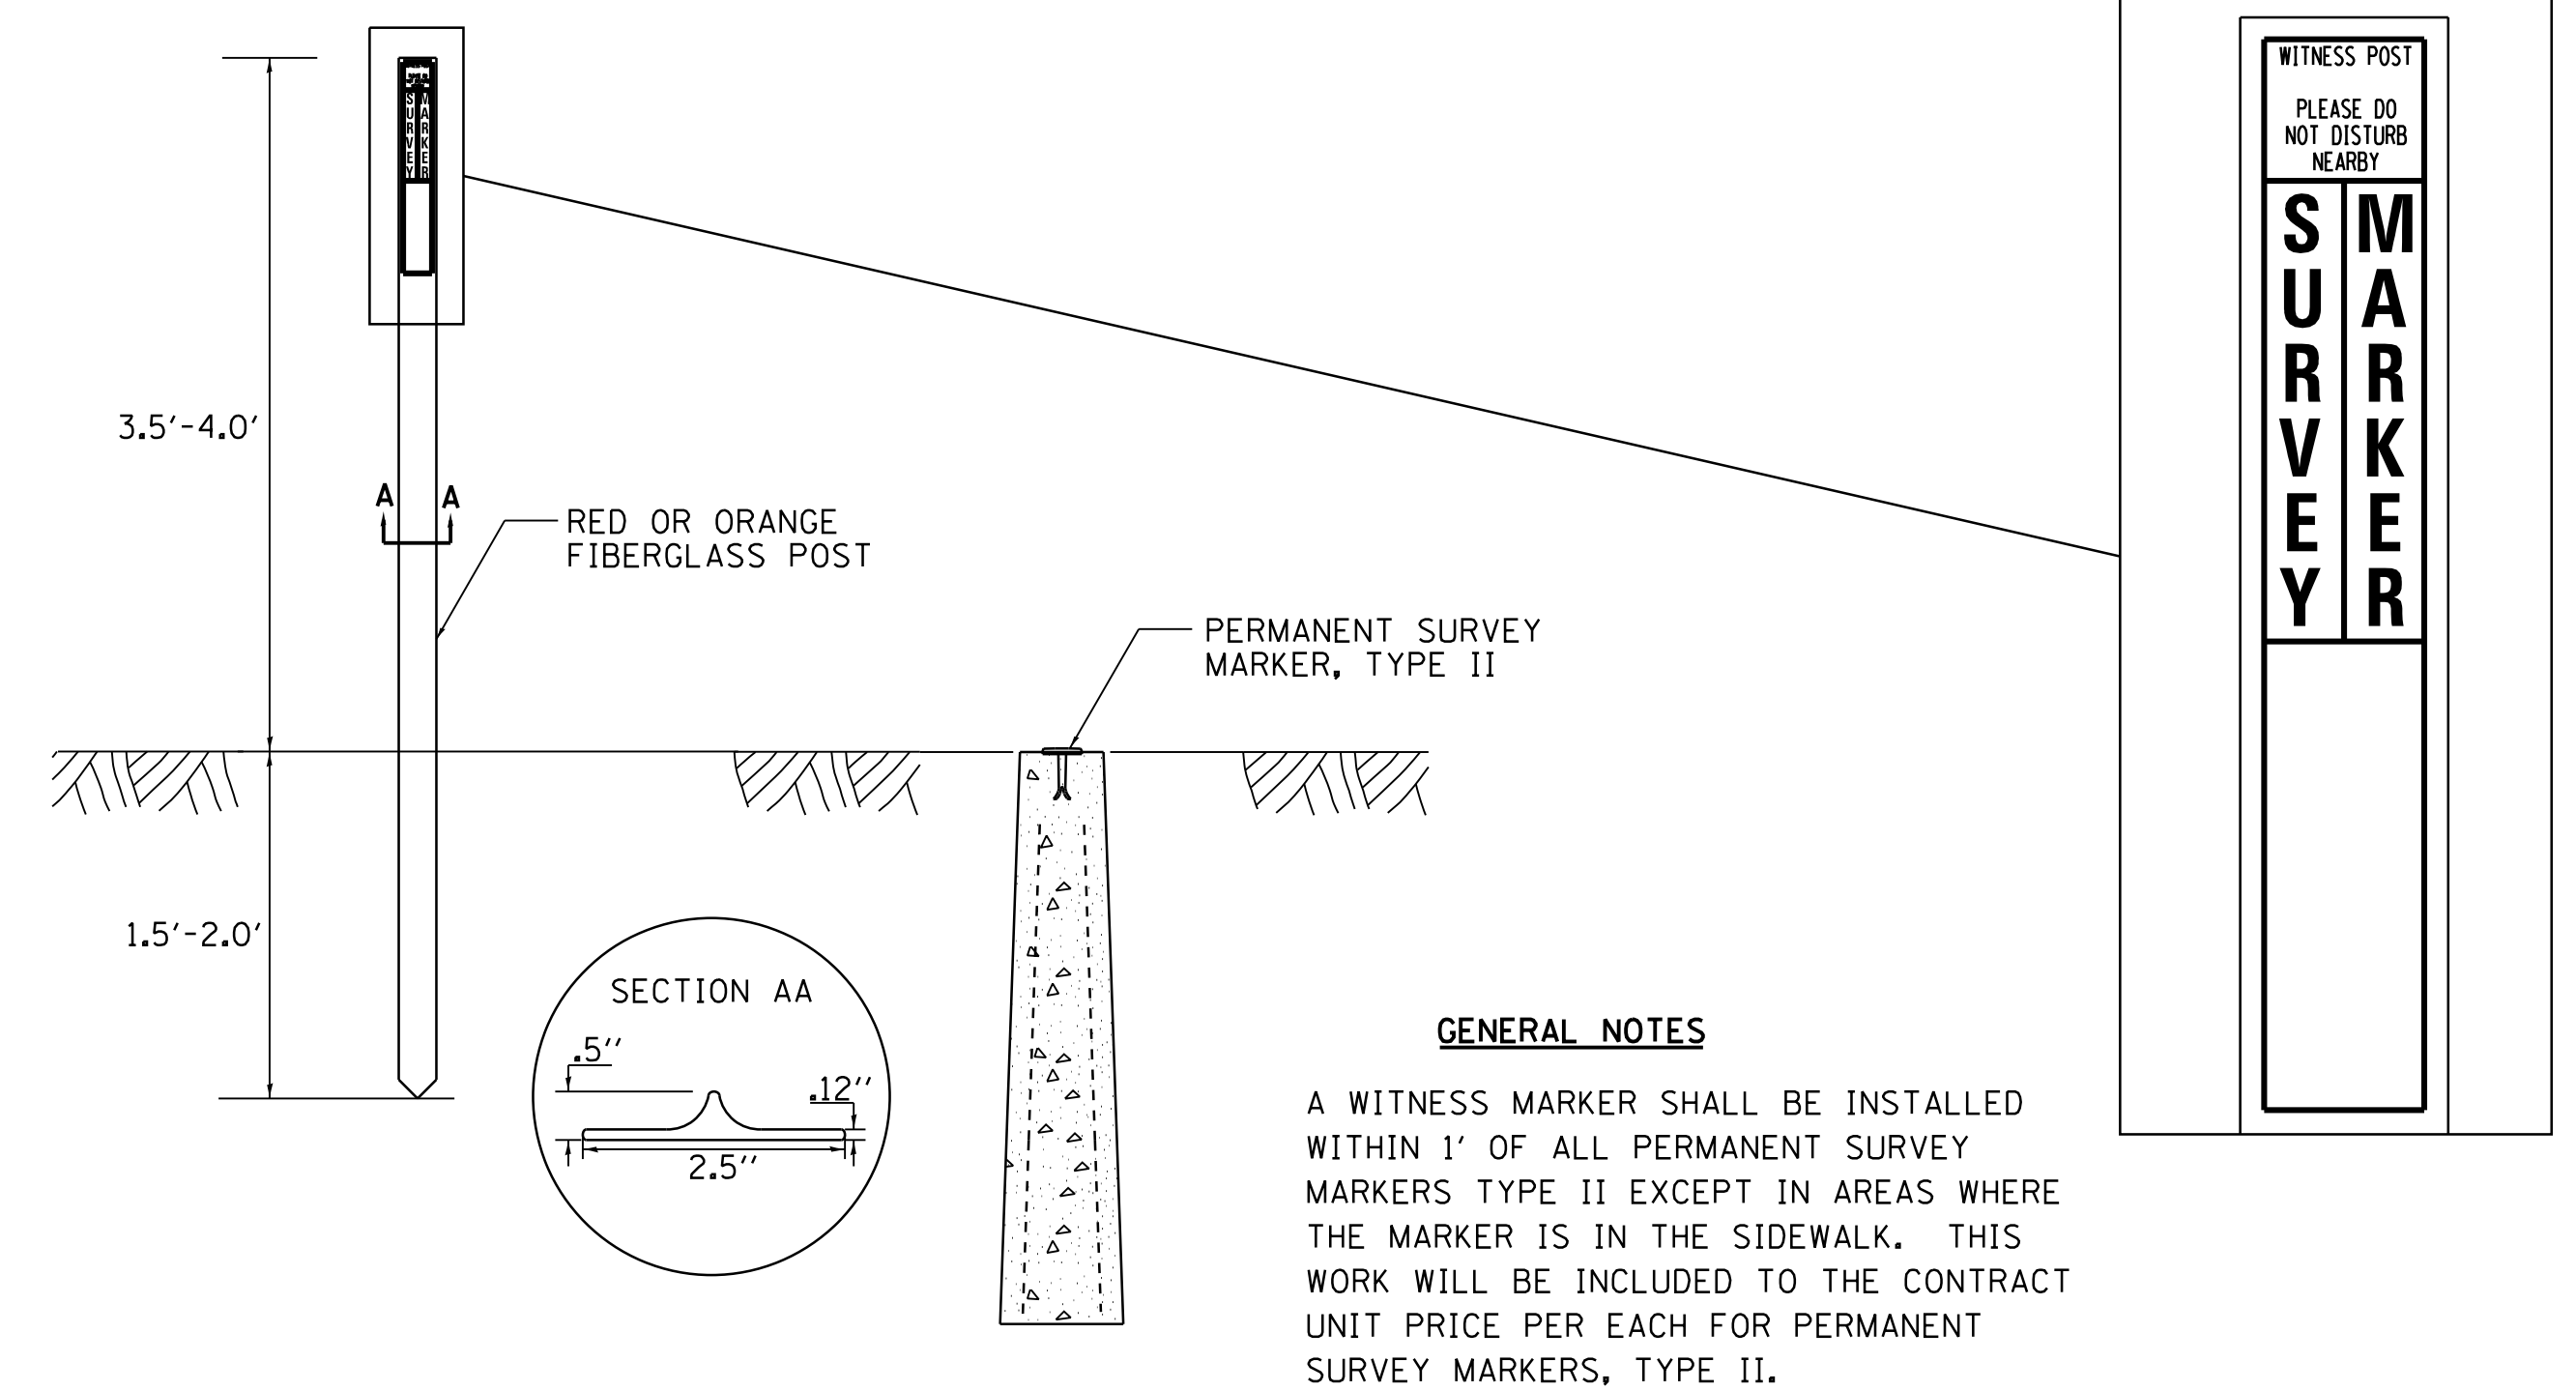 WITNESS POST
PLEASE DO
NOT DISTURB
NEARBY
SURVEY
MARKER
SURVEY
MARKER
3.5'-4.0'
A A
RED OR ORANGE
FIBERGLASS POST
PERMANENT SURVEY
MARKER, TYPE II
1.5'-2.0'
SECTION AA
.5''
.12''
2.5''
GENERAL NOTES
A WITNESS MARKER SHALL BE INSTALLED
WITHIN 1' OF ALL PERMANENT SURVEY
MARKERS TYPE II EXCEPT IN AREAS WHERE
THE MARKER IS IN THE SIDEWALK. THIS
WORK WILL BE INCLUDED TO THE CONTRACT
UNIT PRICE PER EACH FOR PERMANENT
SURVEY MARKERS, TYPE II.